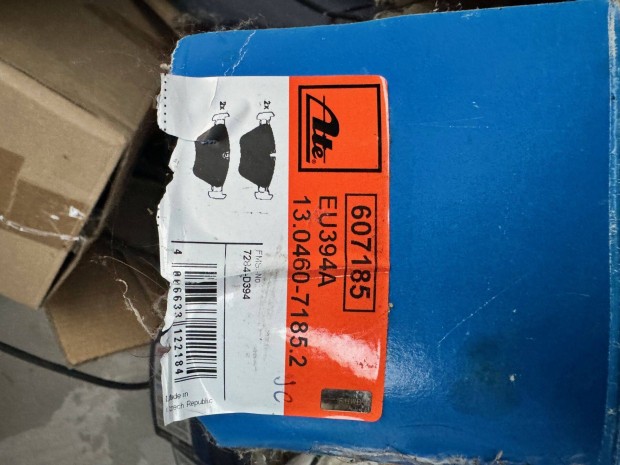 Ate
607185
EU394A
13.0460-7185.2
2x
2x
FMSI-No
7284-D394
4 006633 122184
Made in
Czech Republic